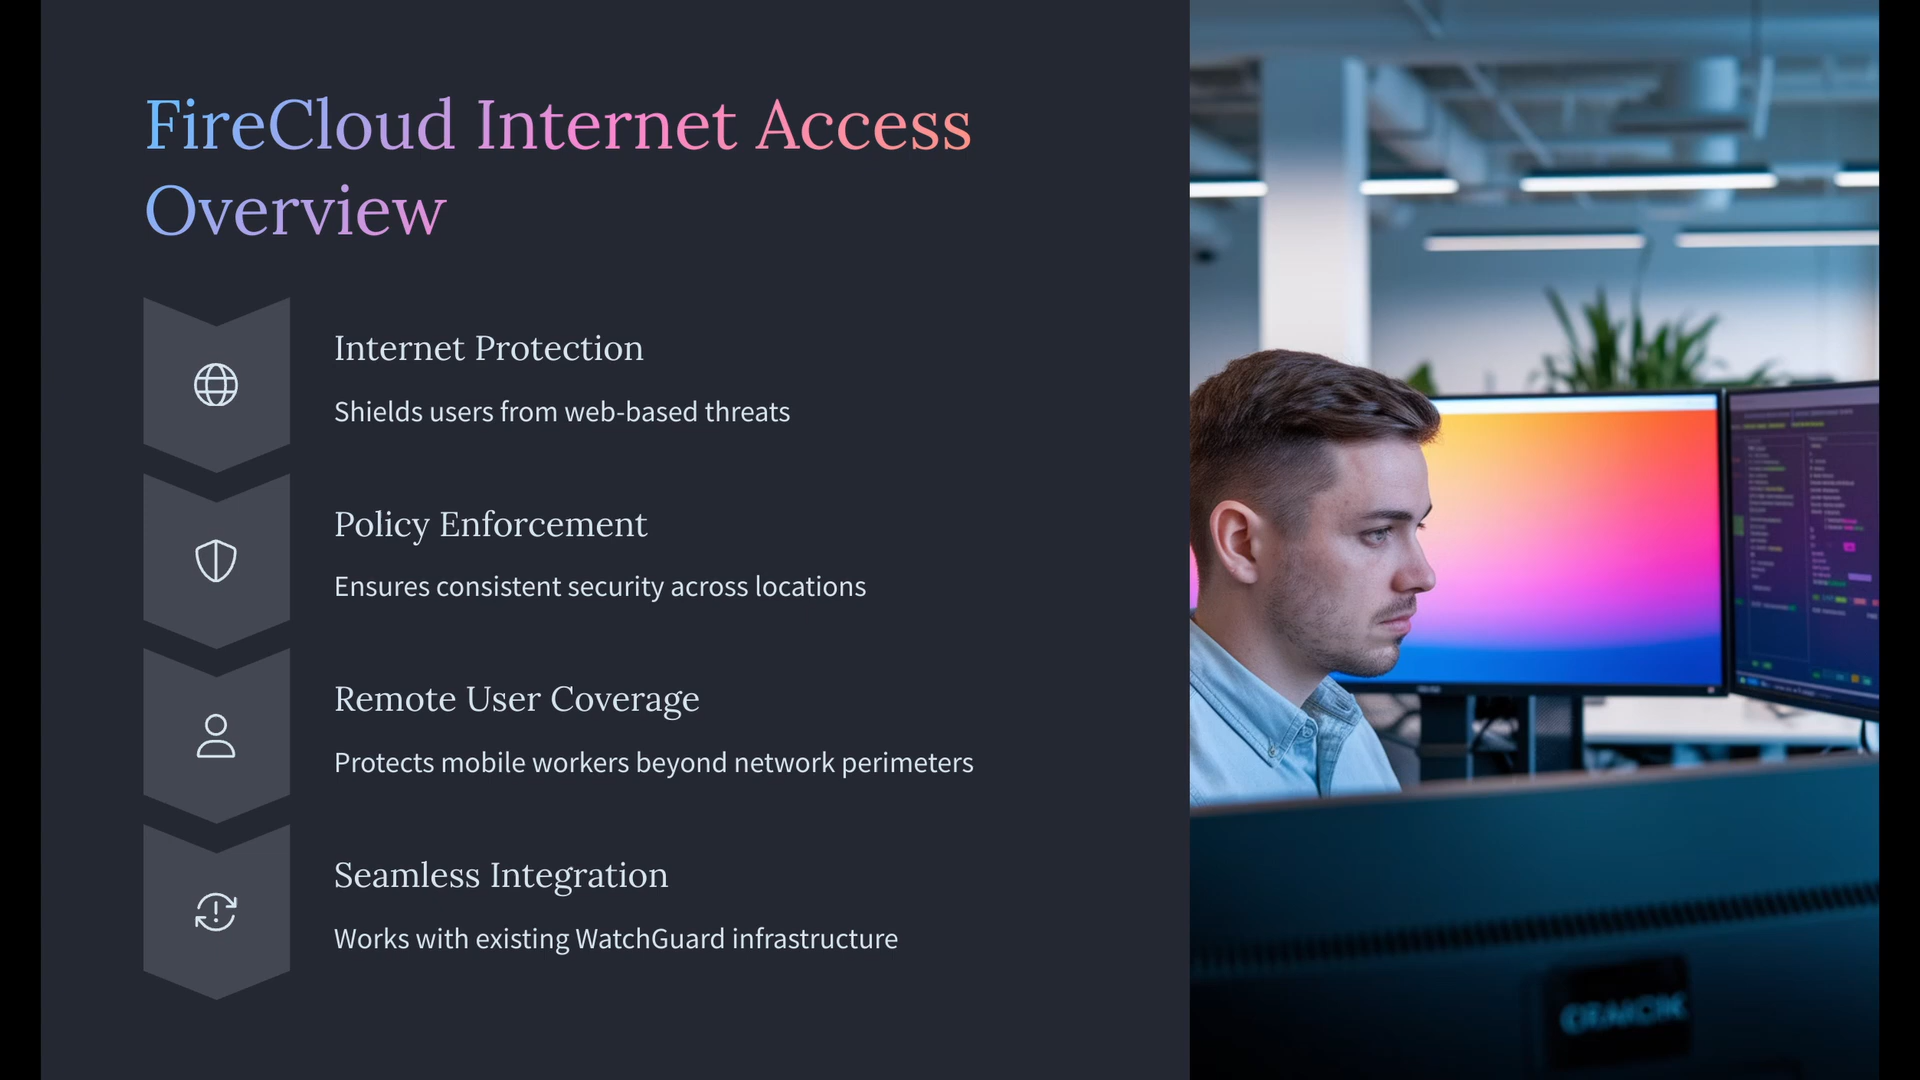 FireCloud Internet Access
Overview
Internet Protection
Shields users from web-based threats
Policy Enforcement
Ensures consistent security across locations
Remote User Coverage
Protects mobile workers beyond network perimeters
Seamless Integration
Works with existing WatchGuard infrastructure